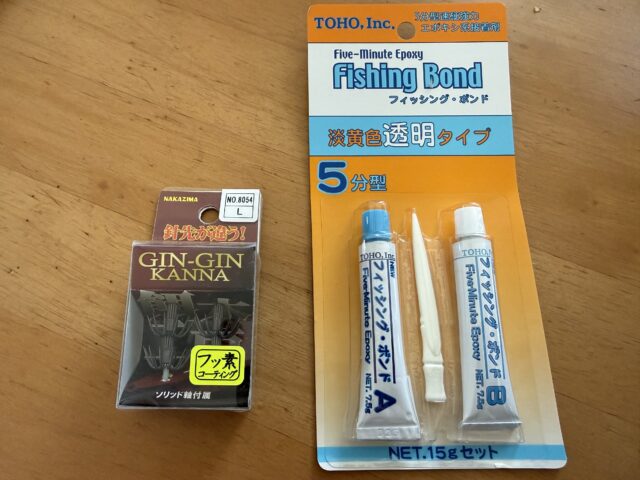 NAKAZIMA
NO.8054
L
針先が違う!
GIN-GIN
KANNA
フッ素
コーティング
ソリッド軸付属
TOHO, Inc.
5分型速硬強力
エポキシ系接着剤
Five-Minute Epoxy
Fishing Bond
フィッシング・ボンド
淡黄色透明タイプ
5分型
TOHO, Inc.
NEW
フィッシング・ボンド A
Five-Minute Epoxy
NET. 7.5g
TOHO,
フィッシング・ボンド B
Five-Minute Epoxy
NET. 7.5g
NET.15gセット